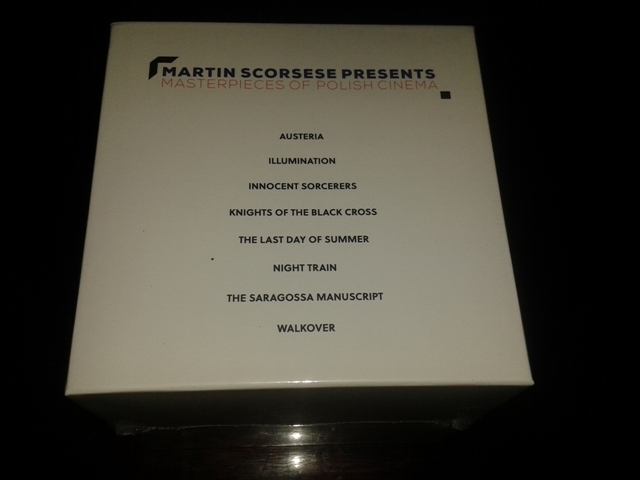 MARTIN SCORSESE PRESENTS
MASTERPIECES OF POLISH CINEMA
AUSTERIA
ILLUMINATION
INNOCENT SORCERERS
KNIGHTS OF THE BLACK CROSS
THE LAST DAY OF SUMMER
NIGHT TRAIN
THE SARAGOSSA MANUSCRIPT
WALKOVER